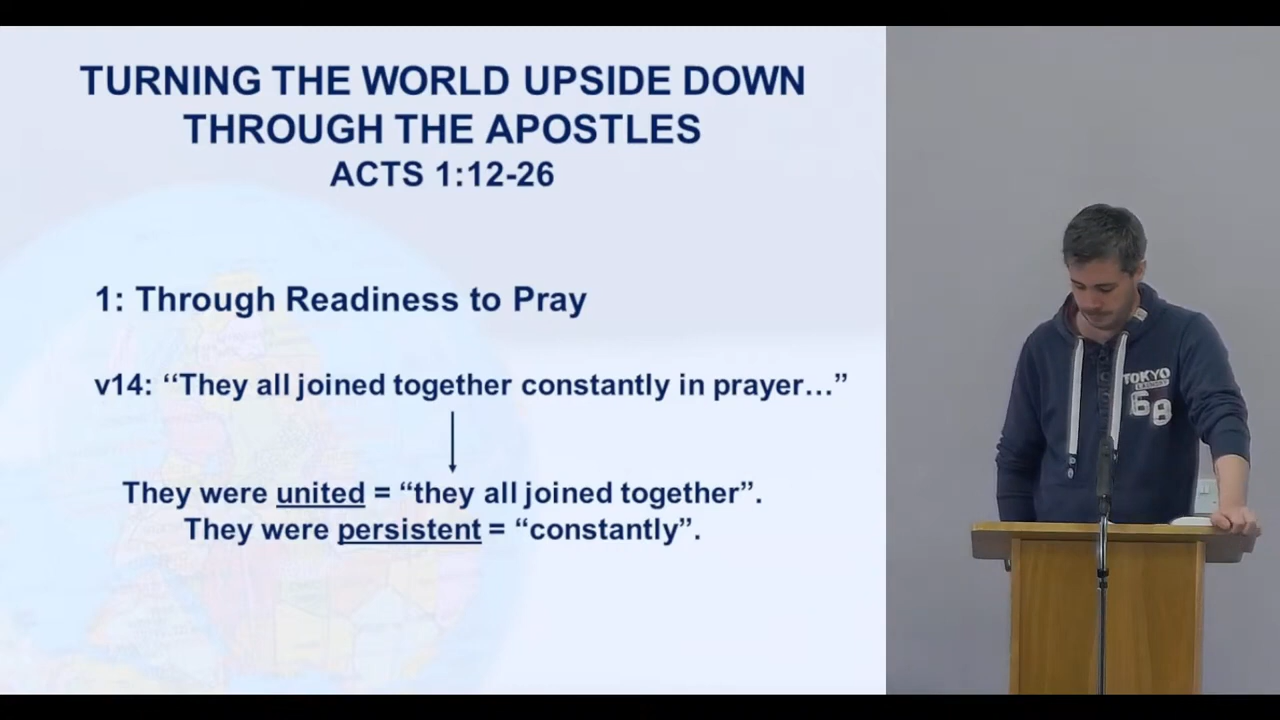 TURNING THE WORLD UPSIDE DOWN
THROUGH THE APOSTLES
ACTS 1:12-26
1: Through Readiness to Pray
v14: “They all joined together constantly in prayer…”
They were united = “they all joined together”.
They were persistent = “constantly”.
TOKYO
LAUNDRY
68